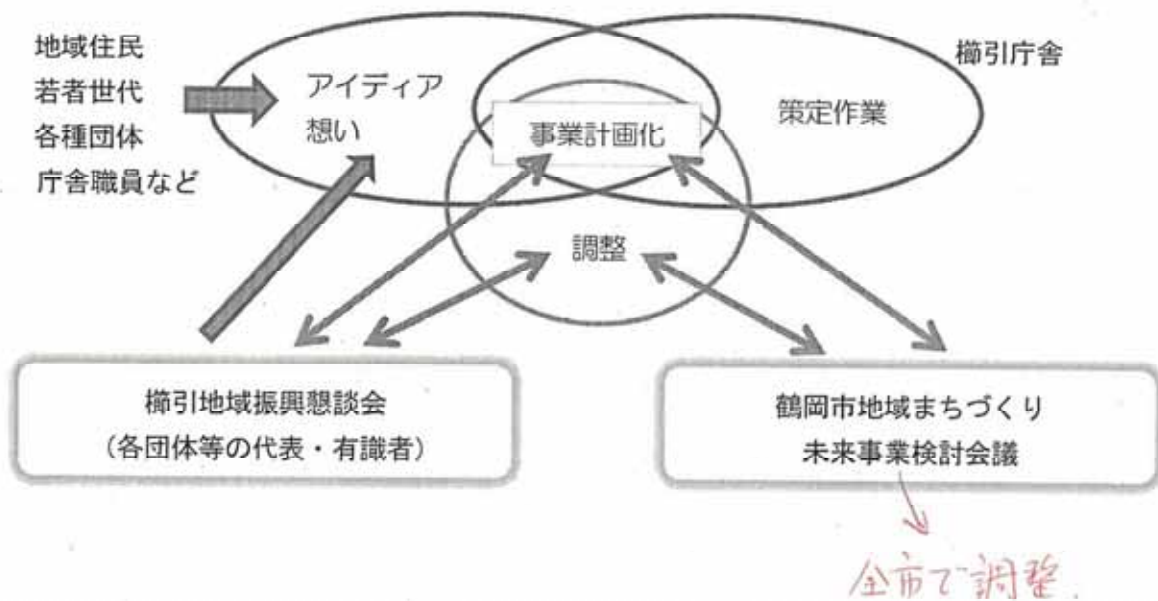 地域住民
若者世代
各種団体
庁舎職員など
アイディア
想い
事業計画化
策定作業
櫛引庁舎
調整
櫛引地域振興懇談会
（各団体等の代表・有識者）
鶴岡市地域まちづくり
未来事業検討会議
全市で調整.